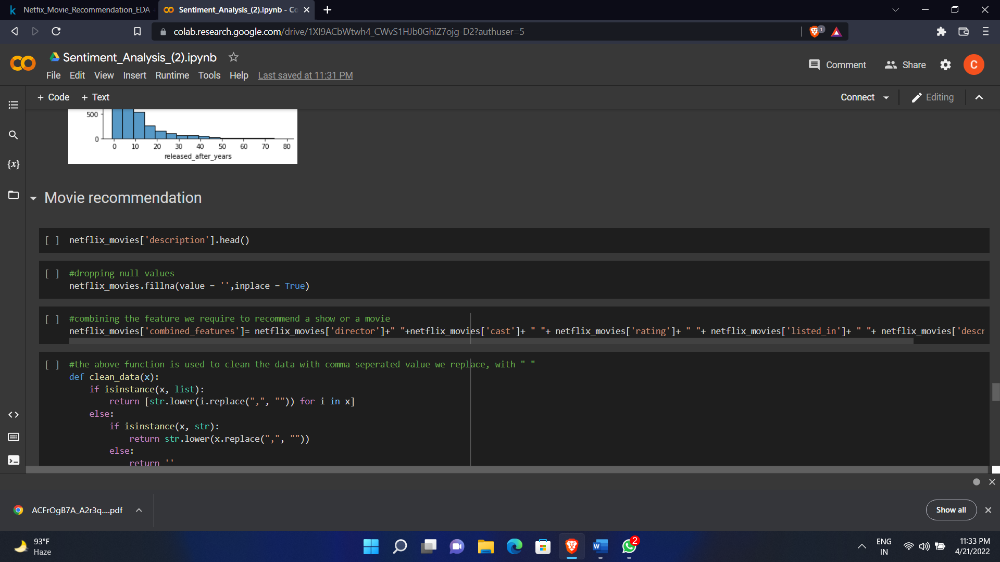 Netfix_Movie_Recommendation_EDA
Sentiment_Analysis_(2).ipynb - Co
colab.research.google.com/drive/1XI9ACbWtwh4_CWvS1HJb0GhiZ7ojg-D2?authuser=5
1
Sentiment_Analysis_(2).ipynb
File Edit View Insert Runtime Tools Help Last saved at 11:31 PM
Comment Share C
+ Code + Text
Connect Editing
500
0
0 10 20 30 40 50 60 70 80
released_after_years
Movie recommendation
[ ] netflix_movies['description'].head()
[ ] #dropping null values
netflix_movies.fillna(value = '',inplace = True)
[ ] #combining the feature we require to recommend a show or a movie
netflix_movies['combined_features']= netflix_movies['director']+" "+netflix_movies['cast']+ " "+ netflix_movies['rating']+ " "+ netflix_movies['listed_in']+ " "+ netflix_movies['descr
[ ] #the above function is used to clean the data with comma seperated value we replace, with " "
def clean_data(x):
if isinstance(x, list):
return [str.lower(i.replace(",", "")) for i in x]
else:
if isinstance(x, str):
return str.lower(x.replace(",", ""))
else:
return ''
{x}
ACFrOgB7A_A2r3q....pdf
Show all
93°F
Haze
W
2
ENG
IN
11:33 PM
4/21/2022